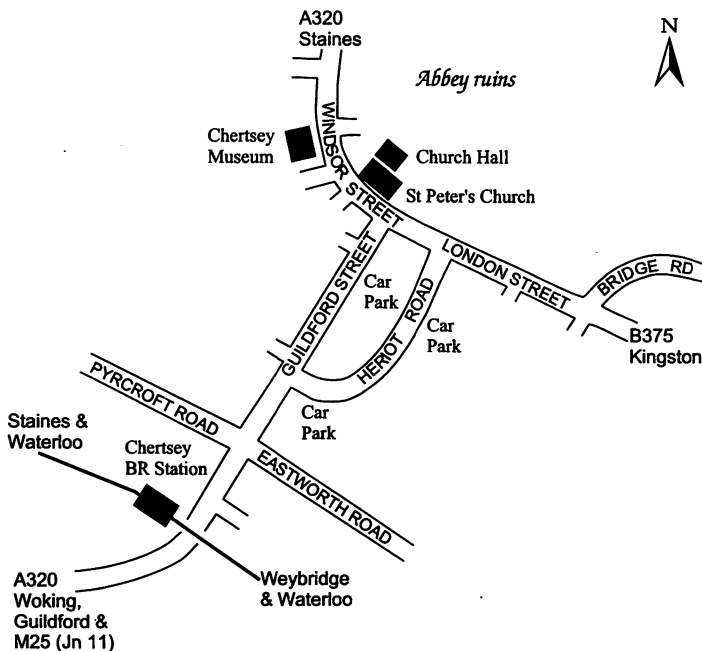 A320
Staines
N
Abbey ruins
WINDSOR STREET
Chertsey
Museum
Church Hall
St Peter's Church
LONDON STREET
BRIDGE RD
GUILDFORD STREET
Car
Park
HERIOT ROAD
Car
Park
B375
Kingston
PYRCROFT ROAD
Car
Park
Staines &
Waterloo
Chertsey
BR Station
EASTWORTH ROAD
A320
Woking,
Guildford &
M25 (Jn 11)
Weybridge
& Waterloo